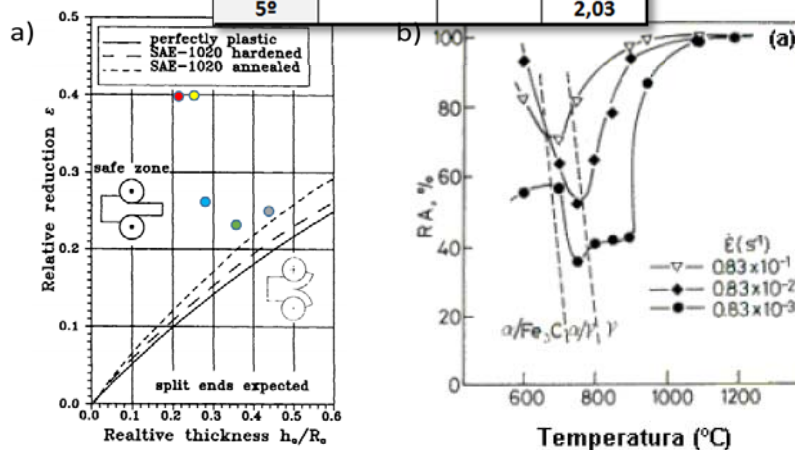 5º 2,03
a)
perfectly plastic
SAE-1020 hardened
SAE-1020 annealed
0.5
0.4
0.3
0.2
0.1
0.0
Relative reduction ε
safe zone
split ends expected
0.0 0.1 0.2 0.3 0.4 0.5 0.6
Realtive thickness hₒ/Rₒ
b)
(a)
100
80
60
40
20
0
RA, %
ε̇ (s⁻¹)
0.83x10⁻¹
0.83x10⁻²
0.83x10⁻³
α/Fe₃C α/γ γ
600 800 1000 1200
Temperatura (°C)